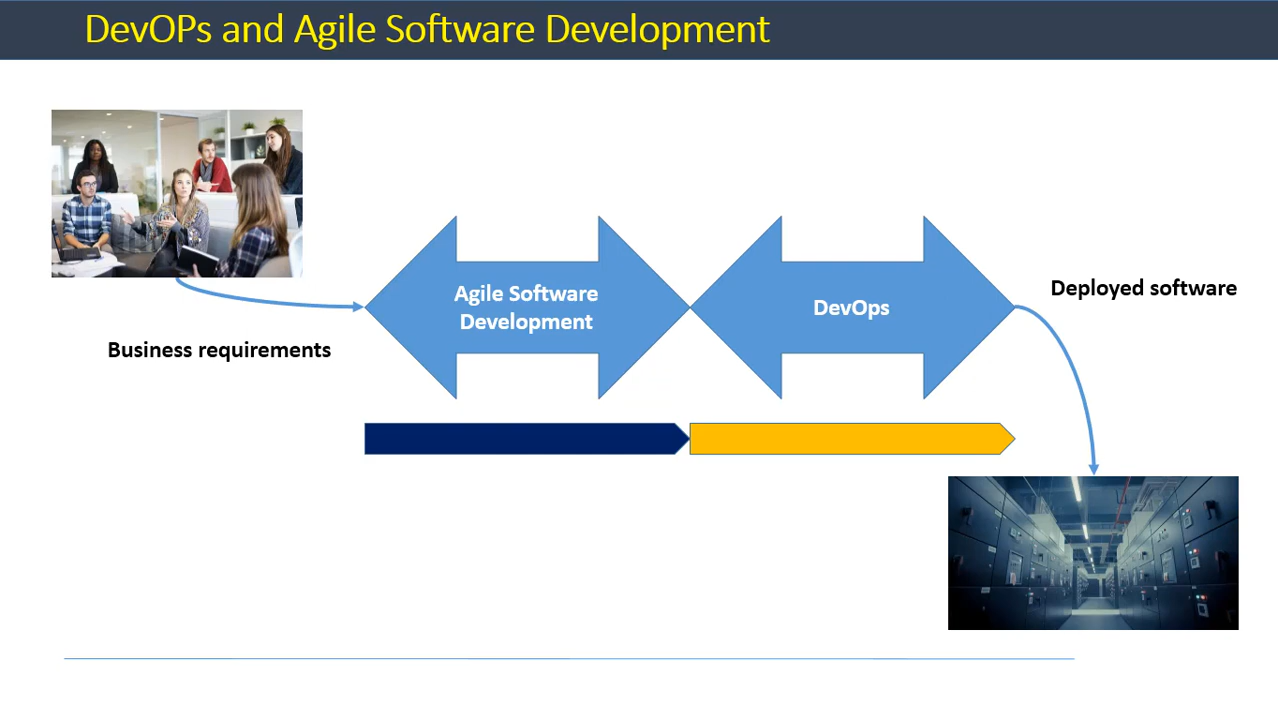 DevOPs and Agile Software Development
Business requirements
Agile Software
Development
DevOps
Deployed software